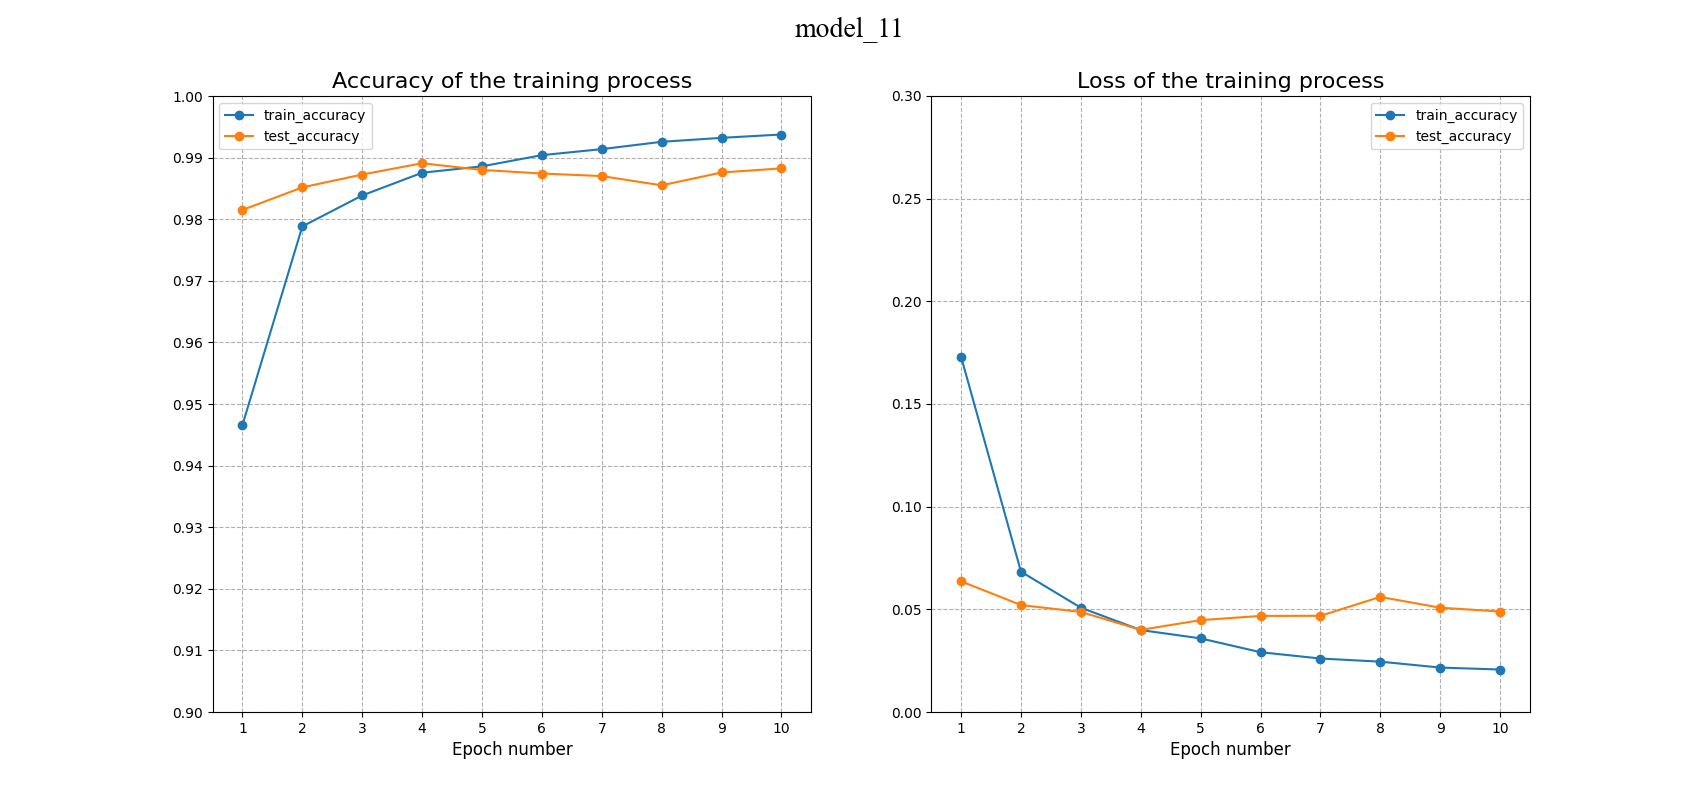 model_11
Accuracy of the training process
1.00
0.99
0.98
0.97
0.96
0.95
0.94
0.93
0.92
0.91
0.90
train_accuracy
test_accuracy
1 2 3 4 5 6 7 8 9 10
Epoch number
Loss of the training process
0.30
0.25
0.20
0.15
0.10
0.05
0.00
train_accuracy
test_accuracy
1 2 3 4 5 6 7 8 9 10
Epoch number